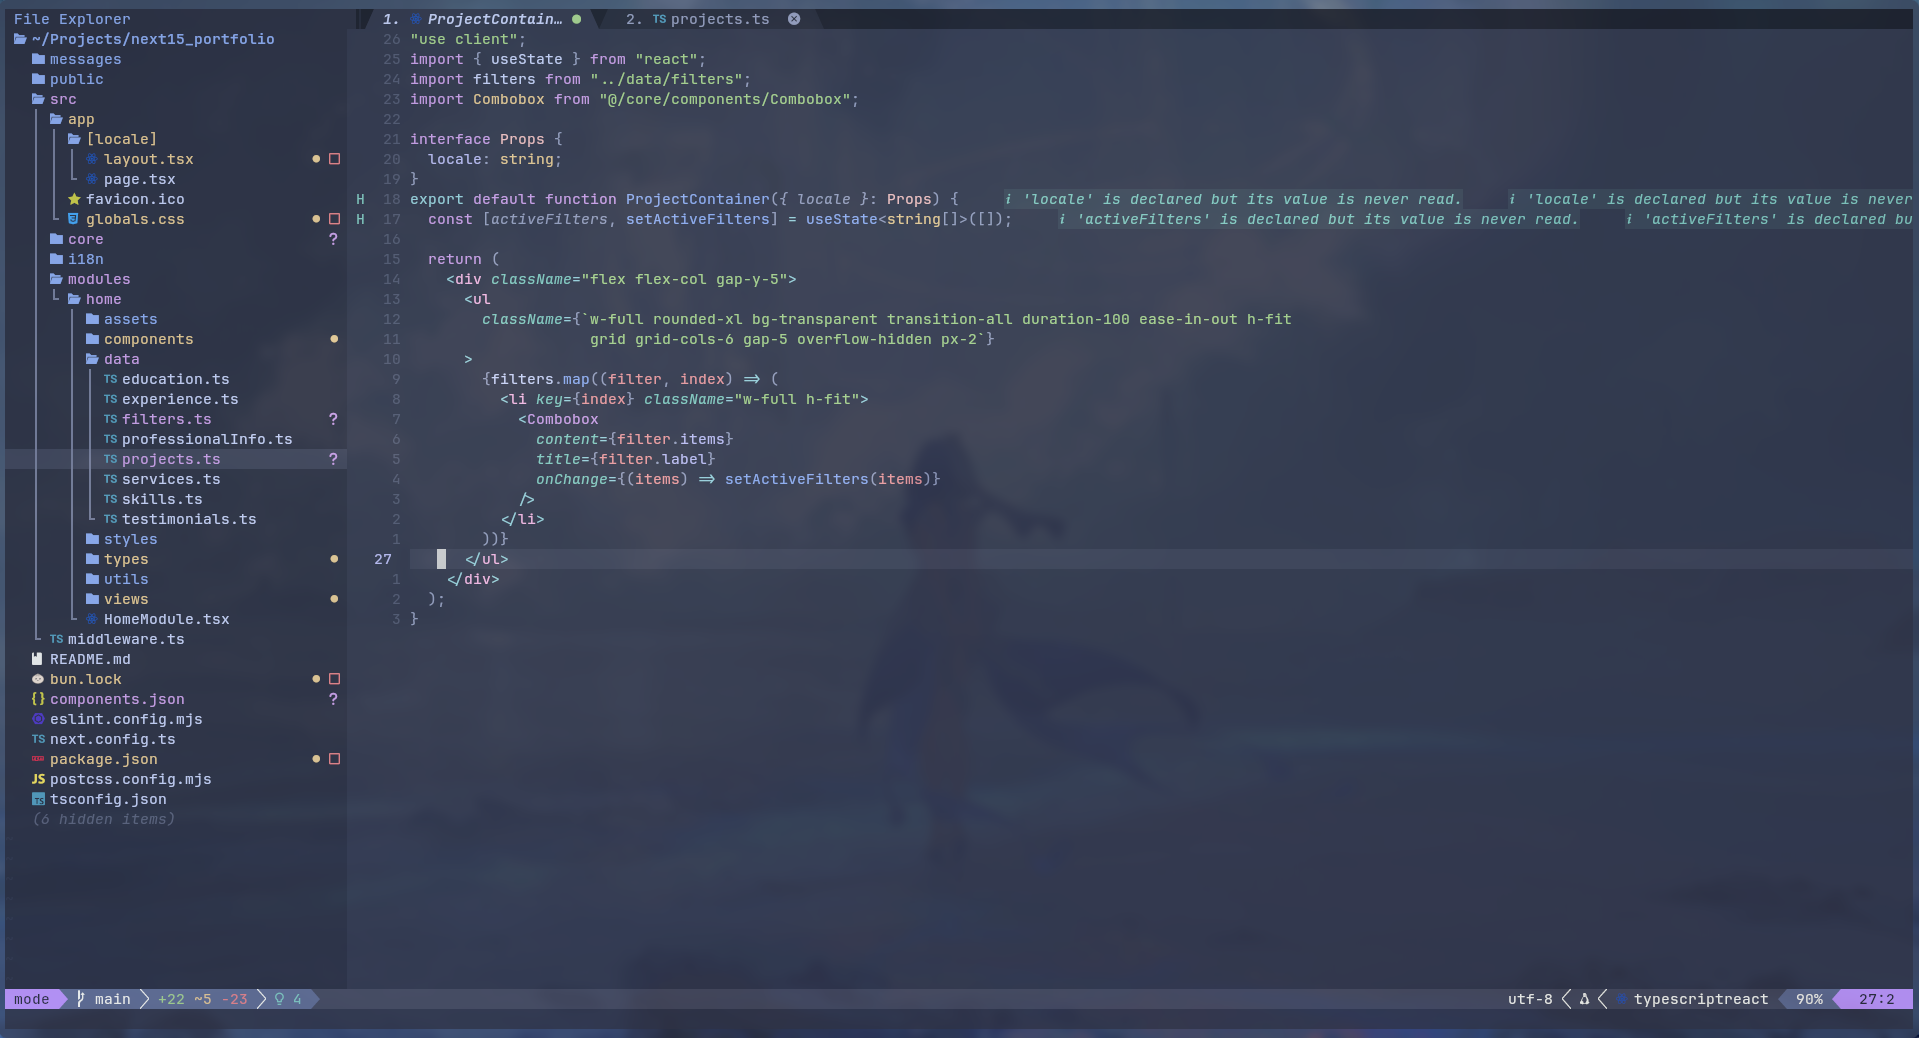 File Explorer
~/Projects/next15_portfolio
messages
public
src
app
[locale]
layout.tsx
page.tsx
favicon.ico
globals.css
core ?
i18n
modules
home
assets
components
data
TS education.ts
TS experience.ts
TS filters.ts ?
TS professionalInfo.ts
TS projects.ts ?
TS services.ts
TS skills.ts
TS testimonials.ts
styles
types
utils
views
HomeModule.tsx
TS middleware.ts
README.md
bun.lock
{} components.json ?
eslint.config.mjs
TS next.config.ts
package.json
JS postcss.config.mjs
TS tsconfig.json
(6 hidden items)
1. ProjectContain… ● 2. TS projects.ts
26 "use client";
25 import { useState } from "react";
24 import filters from "../data/filters";
23 import Combobox from "@/core/components/Combobox";
22
21 interface Props {
20   locale: string;
19 }
H 18 export default function ProjectContainer({ locale }: Props) {     i 'locale' is declared but its value is never read.     i 'locale' is declared but its value is never
H 17   const [activeFilters, setActiveFilters] = useState<string[]>([]);     i 'activeFilters' is declared but its value is never read.     i 'activeFilters' is declared bu
16
15   return (
14     <div className="flex flex-col gap-y-5">
13       <ul
12         className={`w-full rounded-xl bg-transparent transition-all duration-100 ease-in-out h-fit
11                     grid grid-cols-6 gap-5 overflow-hidden px-2`}
10       >
9         {filters.map((filter, index) => (
8           <li key={index} className="w-full h-fit">
7             <Combobox
6               content={filter.items}
5               title={filter.label}
4               onChange={(items) => setActiveFilters(items)}
3             />
2           </li>
1         ))}
27       </ul>
1     </div>
2   );
3 }
mode main +22 ~5 -23 4 utf-8 typescriptreact 90% 27:2